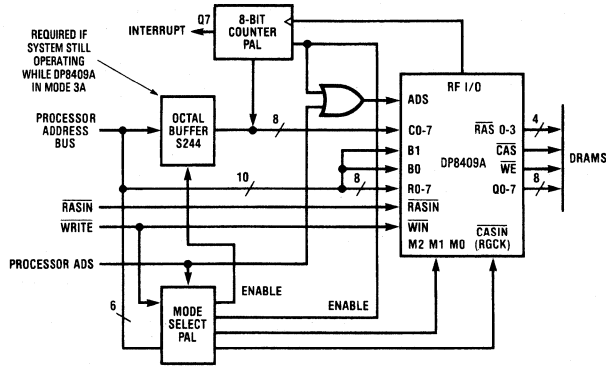 Q7
INTERRUPT
8-BIT
COUNTER
PAL
REQUIRED IF
SYSTEM STILL
OPERATING
WHILE DP8409A
IN MODE 3A
PROCESSOR
ADDRESS
BUS
OCTAL
BUFFER
S244
8
10
8
RF I/O
ADS
C0-7
B1
B0
R0-7
RASIN
WIN
M2 M1 M0
CASIN
(RGCK)
DP8409A
RAS 0-3
CAS
WE
Q0-7
4
8
DRAMS
RASIN
WRITE
PROCESSOR ADS
ENABLE
ENABLE
6
MODE
SELECT
PAL